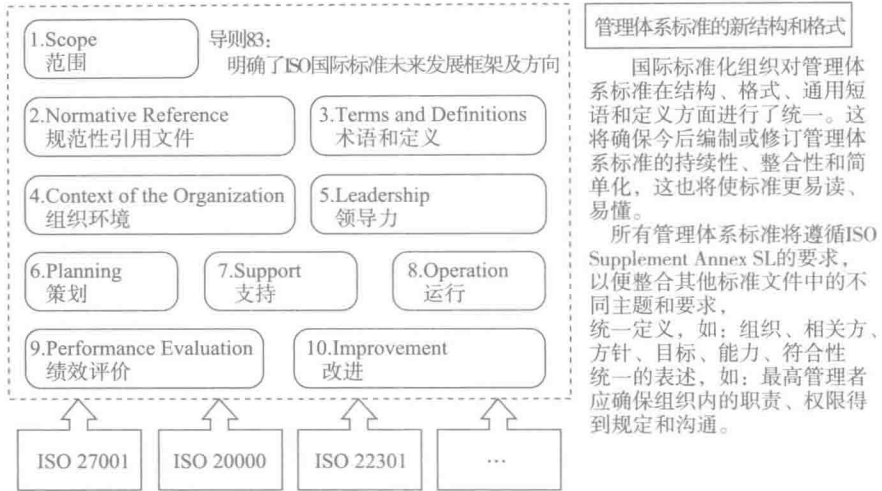 1.Scope
范围
导则83：
明确了ISO国际标准未来发展框架及方向
2.Normative Reference
规范性引用文件
3.Terms and Definitions
术语和定义
4.Context of the Organization
组织环境
5.Leadership
领导力
6.Planning
策划
7.Support
支持
8.Operation
运行
9.Performance Evaluation
绩效评价
10.Improvement
改进
ISO 27001
ISO 20000
ISO 22301
…
管理体系标准的新结构和格式
国际标准化组织对管理体
系标准在结构、格式、通用短
语和定义方面进行了统一。这
将确保今后编制或修订管理体
系标准的持续性、整合性和简
单化，这也将使标准更易读、
易懂。
所有管理体系标准将遵循ISO
Supplement Annex SL的要求，
以便整合其他标准文件中的不
同主题和要求，
统一定义，如：组织、相关方、
方针、目标、能力、符合性
统一的表述，如：最高管理者
应确保组织内的职责、权限得
到规定和沟通。